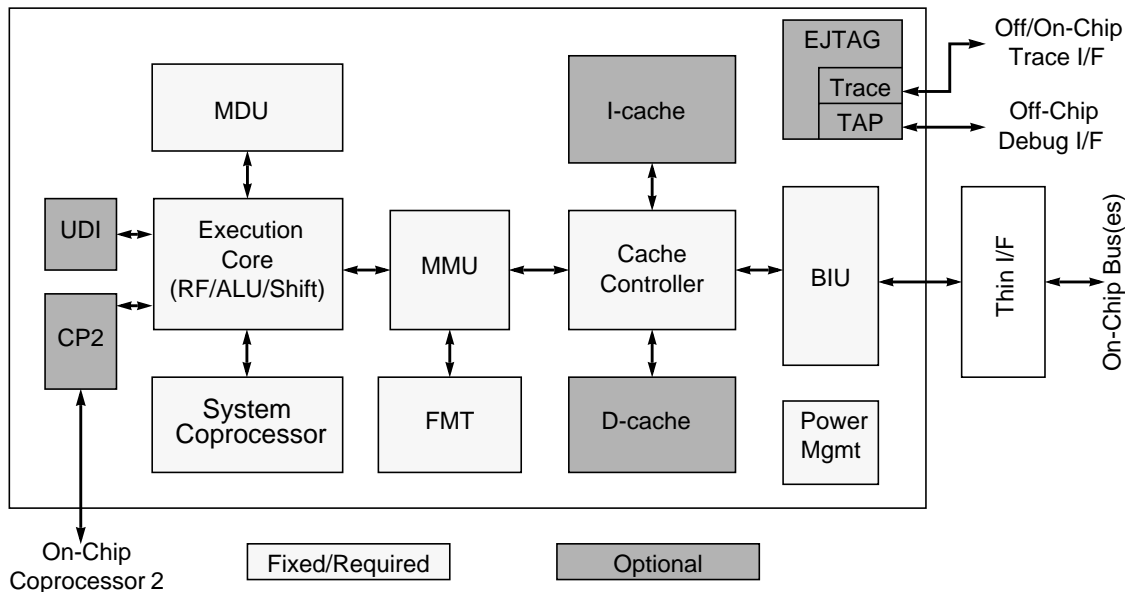 EJTAG
Off/On-Chip
Trace I/F
Trace
TAP
Off-Chip
Debug I/F
MDU
I-cache
UDI
Execution
Core
(RF/ALU/Shift)
MMU
Cache
Controller
BIU
Thin I/F
On-Chip Bus(es)
CP2
System
Coprocessor
FMT
D-cache
Power
Mgmt
On-Chip
Coprocessor 2
Fixed/Required
Optional